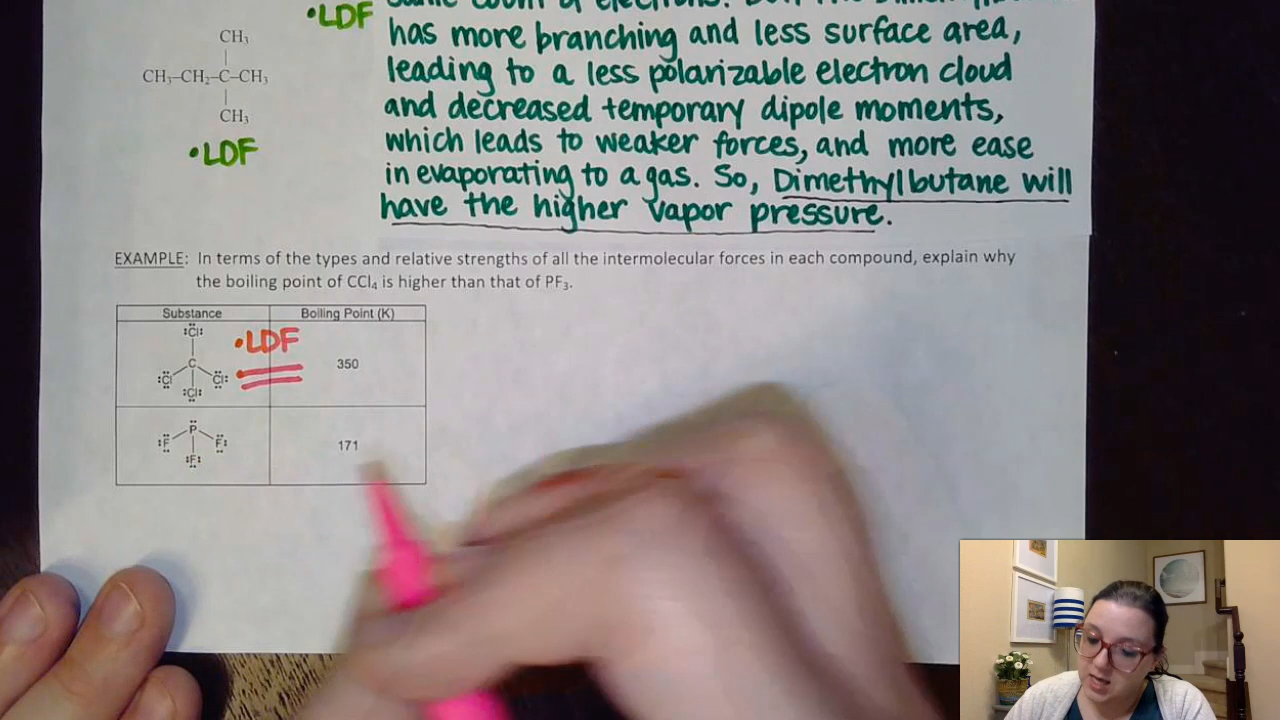 •LDF
has more branching and less surface area,
leading to a less polarizable electron cloud
and decreased temporary dipole moments,
which leads to weaker forces, and more ease
in evaporating to a gas. So, Dimethylbutane will
have the higher vapor pressure.
CH₃
CH₃–CH₂–C–CH₃
CH₃
•LDF
EXAMPLE: In terms of the types and relative strengths of all the intermolecular forces in each compound, explain why
the boiling point of CCl₄ is higher than that of PF₃.
Substance Boiling Point (K)
:Cl:
•LDF
C
350
:Cl Cl:
:Cl:
P
:F F:
171
:F: